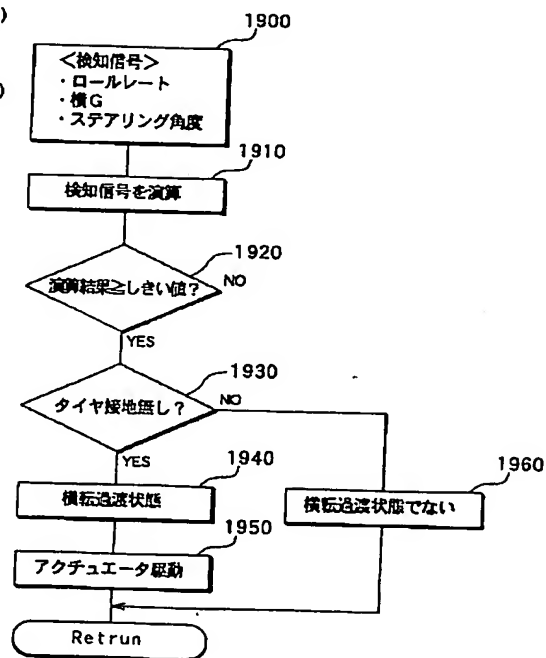 )
)
1900
<検知信号>
・ロールレート
・横G
・ステアリング角度
1910
検知信号を演算
1920
演算結果≧しきい値?
NO
YES
1930
タイヤ接地無し?
NO
YES
1940
横転過渡状態
1960
横転過渡状態でない
1950
アクチュエータ駆動
Retrun